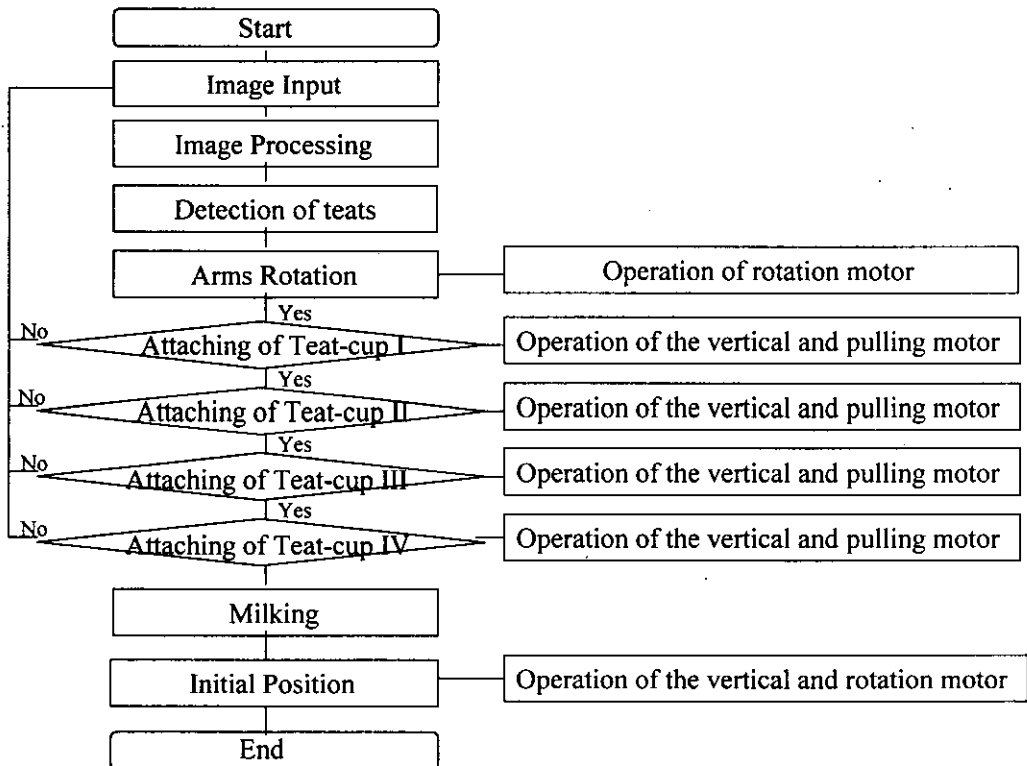 Start
Image Input
Image Processing
Detection of teats
Arms Rotation
Operation of rotation motor
Yes
No
Attaching of Teat-cup I
Operation of the vertical and pulling motor
Yes
No
Attaching of Teat-cup II
Operation of the vertical and pulling motor
Yes
No
Attaching of Teat-cup III
Operation of the vertical and pulling motor
Yes
No
Attaching of Teat-cup IV
Operation of the vertical and pulling motor
Milking
Initial Position
Operation of the vertical and rotation motor
End